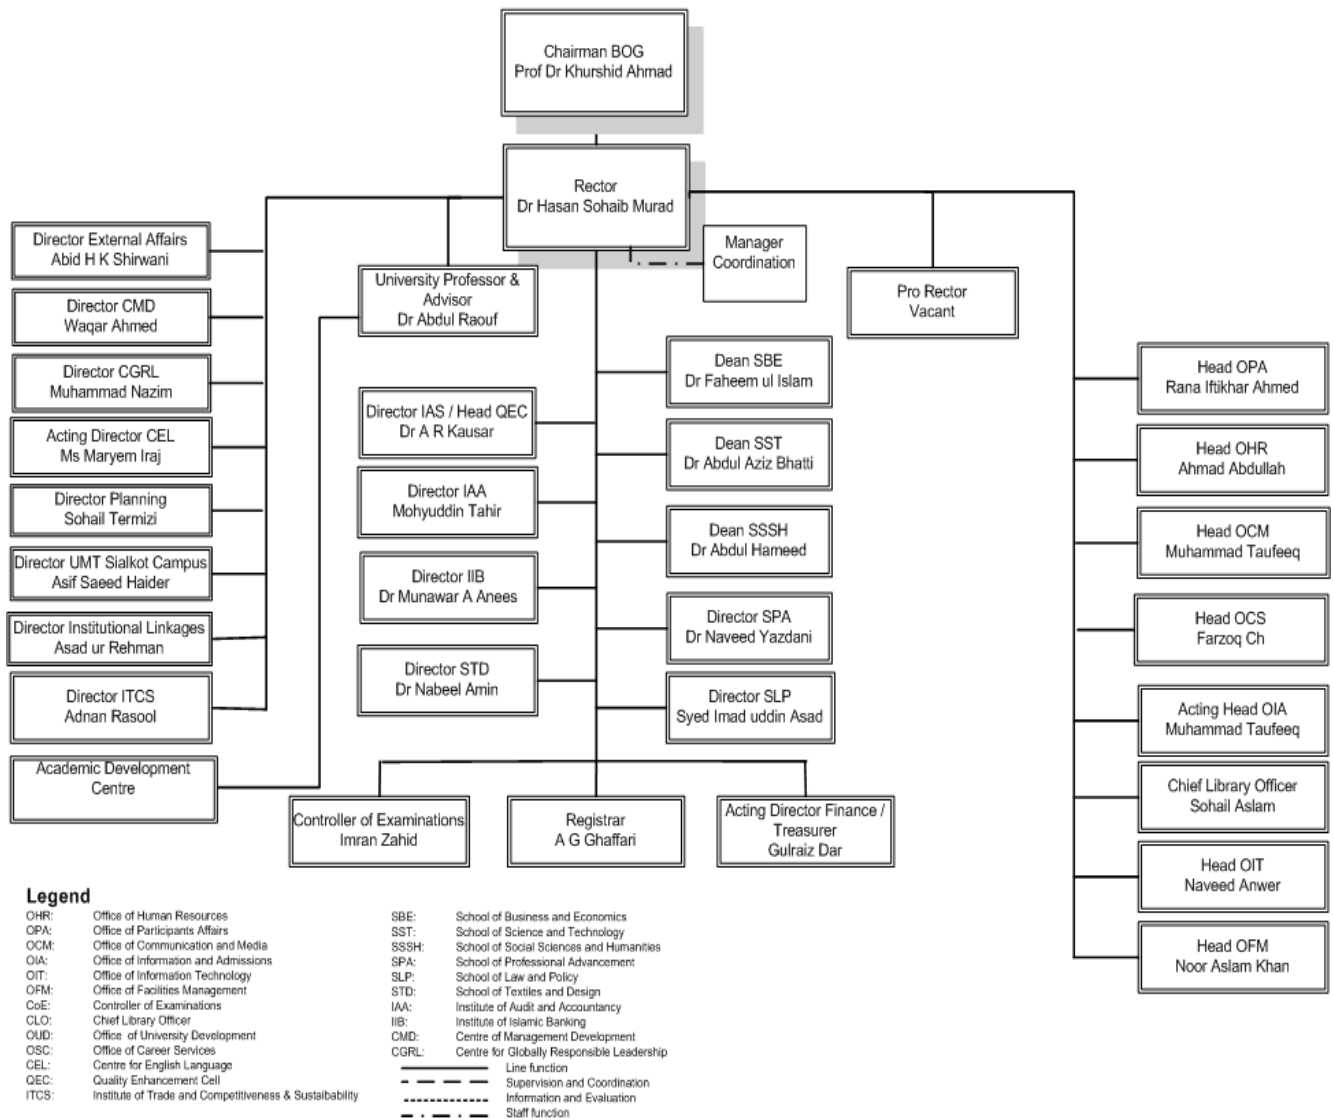 Chairman BOG
Prof Dr Khurshid Ahmad
Rector
Dr Hasan Sohaib Murad
Manager
Coordination
Director External Affairs
Abid H K Shirwani
Director CMD
Waqar Ahmed
Director CGRL
Muhammad Nazim
Acting Director CEL
Ms Maryem Iraj
Director Planning
Sohail Termizi
Director UMT Sialkot Campus
Asif Saeed Haider
Director Institutional Linkages
Asad ur Rehman
Director ITCS
Adnan Rasool
Academic Development
Centre
University Professor &
Advisor
Dr Abdul Raouf
Director IAS / Head QEC
Dr A R Kausar
Director IAA
Mohyuddin Tahir
Director IIB
Dr Munawar A Anees
Director STD
Dr Nabeel Amin
Dean SBE
Dr Faheem ul Islam
Dean SST
Dr Abdul Aziz Bhatti
Dean SSSH
Dr Abdul Hameed
Director SPA
Dr Naveed Yazdani
Director SLP
Syed Imad uddin Asad
Pro Rector
Vacant
Head OPA
Rana Iftikhar Ahmed
Head OHR
Ahmad Abdullah
Head OCM
Muhammad Taufeeq
Head OCS
Farzoq Ch
Acting Head OIA
Muhammad Taufeeq
Chief Library Officer
Sohail Aslam
Head OIT
Naveed Anwer
Head OFM
Noor Aslam Khan
Controller of Examinations
Imran Zahid
Registrar
A G Ghaffari
Acting Director Finance /
Treasurer
Gulraiz Dar
Legend
OHR: Office of Human Resources
OPA: Office of Participants Affairs
OCM: Office of Communication and Media
OIA: Office of Information and Admissions
OIT: Office of Information Technology
OFM: Office of Facilities Management
CoE: Controller of Examinations
CLO: Chief Library Officer
OUD: Office of University Development
OSC: Office of Career Services
CEL: Centre for English Language
QEC: Quality Enhancement Cell
ITCS: Institute of Trade and Competitiveness & Sustaibability
SBE: School of Business and Economics
SST: School of Science and Technology
SSSH: School of Social Sciences and Humanities
SPA: School of Professional Advancement
SLP: School of Law and Policy
STD: School of Textiles and Design
IAA: Institute of Audit and Accountancy
IIB: Institute of Islamic Banking
CMD: Centre of Management Development
CGRL: Centre for Globally Responsible Leadership
Line function
Supervision and Coordination
Information and Evaluation
Staff function